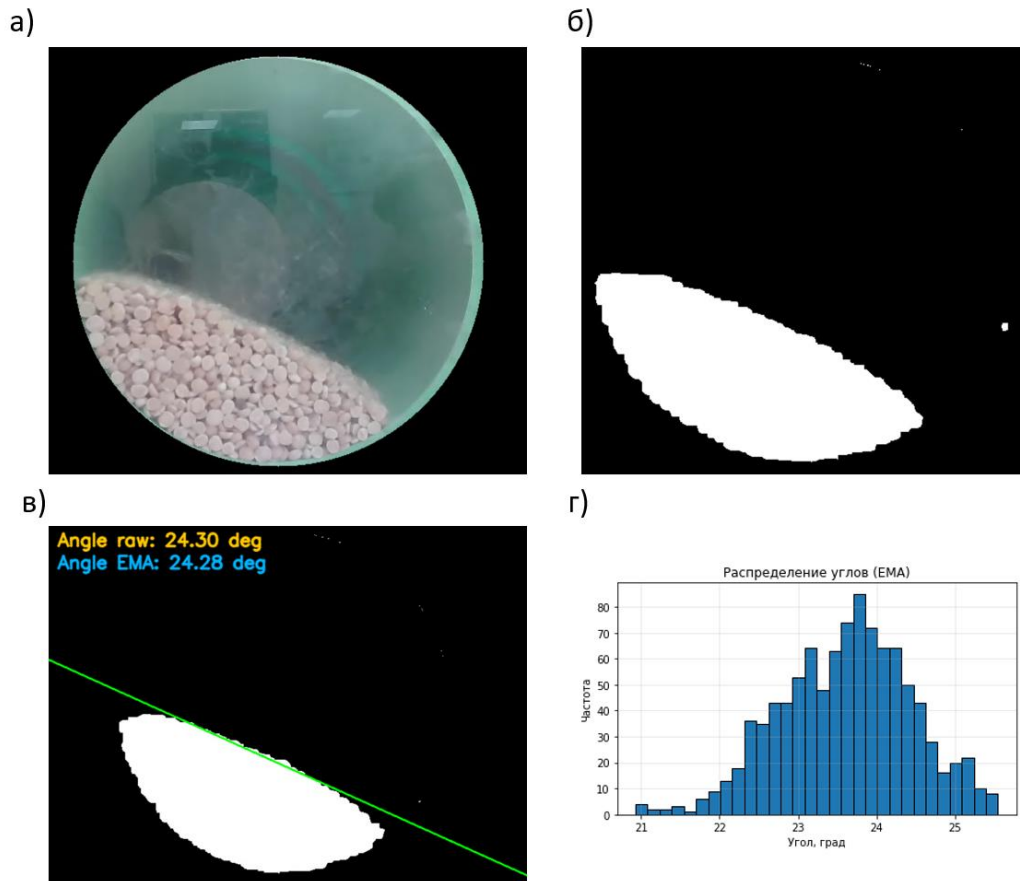 а)
б)
в)
г)
Angle raw: 24.30 deg
Angle EMA: 24.28 deg
Распределение углов (EMA)
Частота
80
70
60
50
40
30
20
10
0
21
22
23
24
25
Угол, град